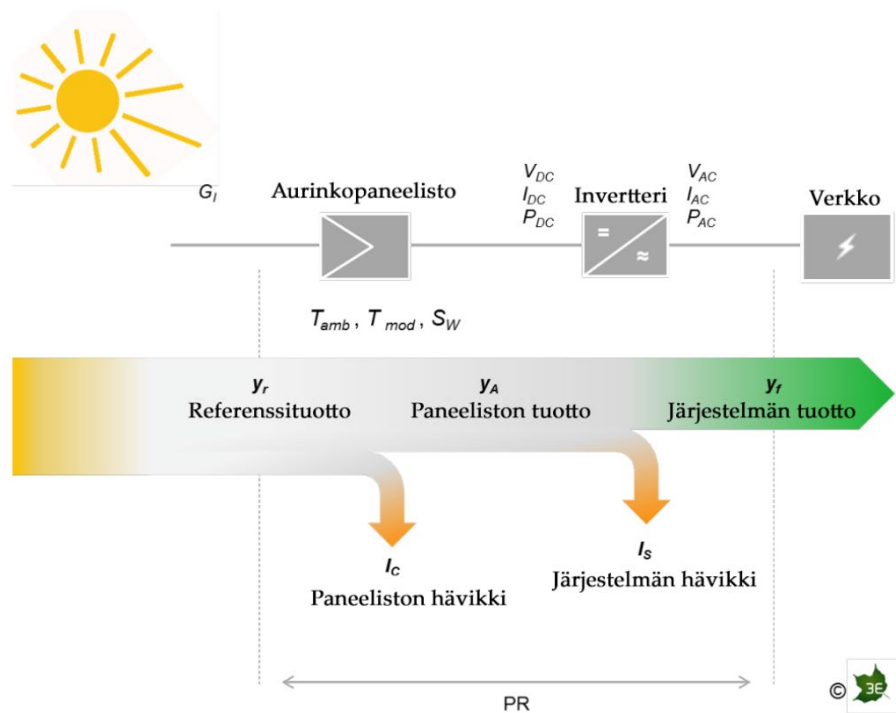 G_I
Aurinkopaneelisto
V_DC
I_DC
P_DC
Invertteri
V_AC
I_AC
P_AC
Verkko
=
≈
T_amb , T_mod , S_W
y_r
Referenssituotto
y_A
Paneeliston tuotto
y_f
Järjestelmän tuotto
l_C
Paneeliston hävikki
l_S
Järjestelmän hävikki
PR
© 3E